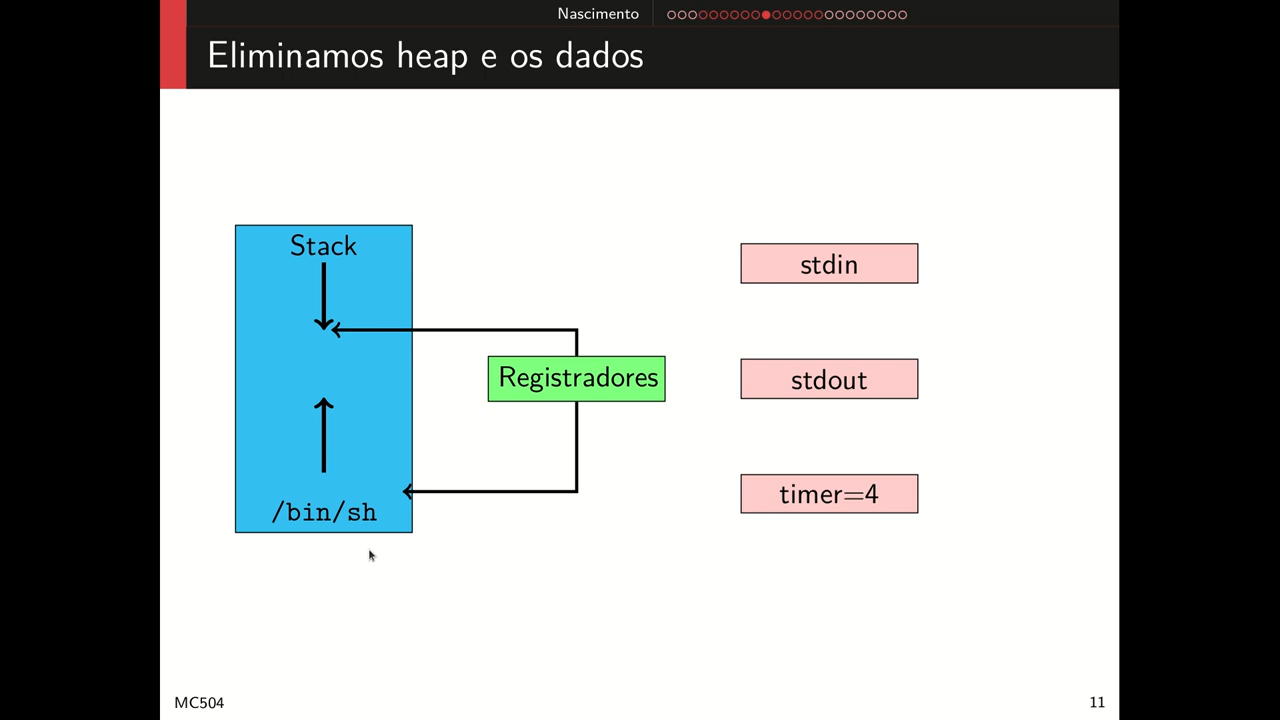 Nascimento
Eliminamos heap e os dados
Stack
stdin
Registradores
stdout
timer=4
/bin/sh
MC504
11